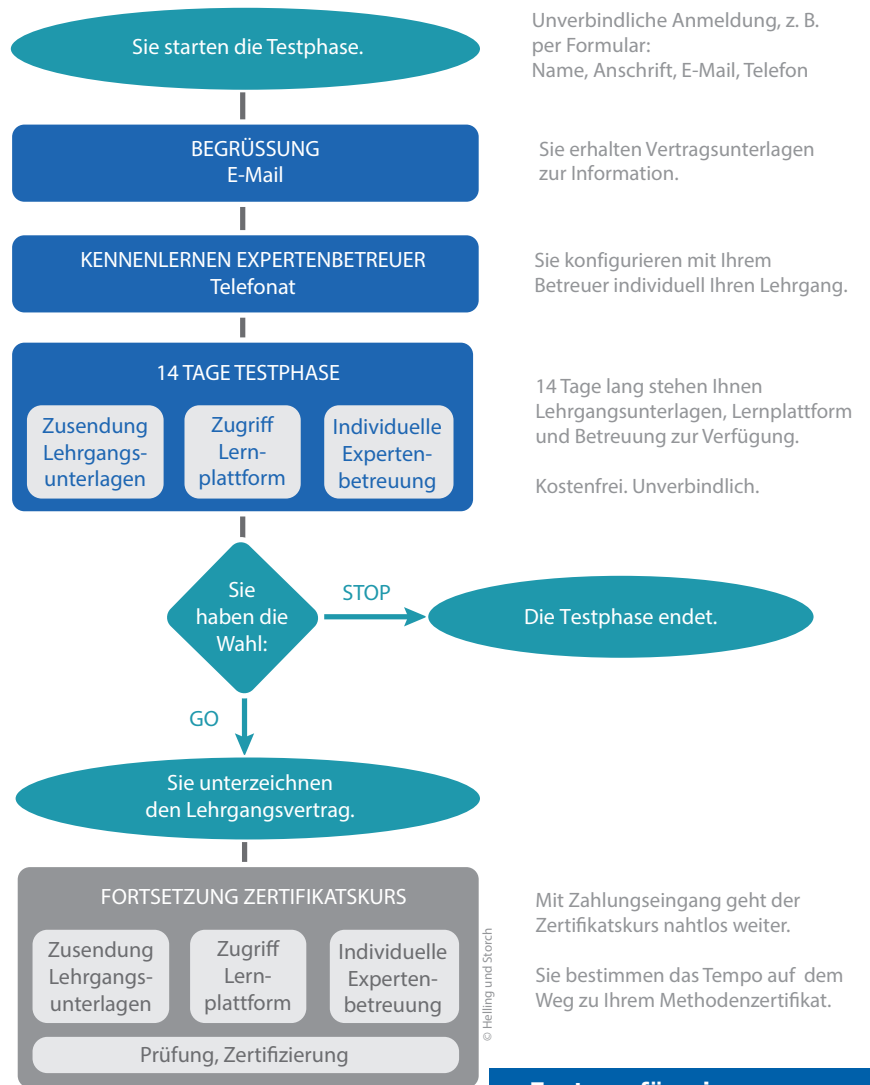 Sie starten die Testphase.
Unverbindliche Anmeldung, z. B.
per Formular:
Name, Anschrift, E-Mail, Telefon
BEGRÜSSUNG
E-Mail
Sie erhalten Vertragsunterlagen
zur Information.
KENNENLERNEN EXPERTENBETREUER
Telefonat
Sie konfigurieren mit Ihrem
Betreuer individuell Ihren Lehrgang.
14 TAGE TESTPHASE
Zusendung
Lehrgangs-
unterlagen
Zugriff
Lern-
plattform
Individuelle
Experten-
betreuung
14 Tage lang stehen Ihnen
Lehrgangsunterlagen, Lernplattform
und Betreuung zur Verfügung.
Kostenfrei. Unverbindlich.
Sie
haben die
Wahl:
STOP
Die Testphase endet.
GO
Sie unterzeichnen
den Lehrgangsvertrag.
FORTSETZUNG ZERTIFIKATSKURS
Zusendung
Lehrgangs-
unterlagen
Zugriff
Lern-
plattform
Individuelle
Experten-
betreuung
Prüfung, Zertifizierung
© Helling und Storch
Mit Zahlungseingang geht der
Zertifikatskurs nahtlos weiter.
Sie bestimmen das Tempo auf dem
Weg zu Ihrem Methodenzertifikat.